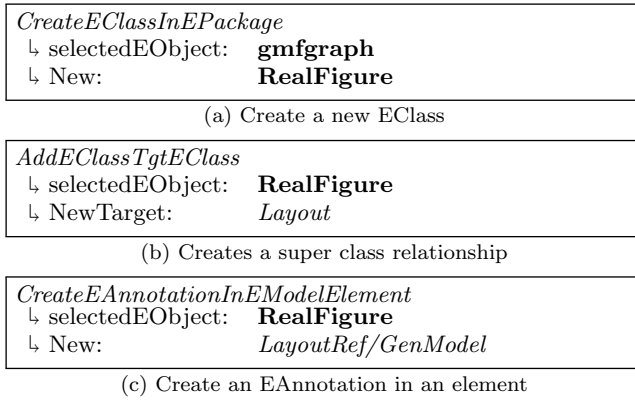 CreateEClassInEPackage
↳ selectedEObject: gmfgraph
↳ New: RealFigure
(a) Create a new EClass
AddEClassTgtEClass
↳ selectedEObject: RealFigure
↳ NewTarget: Layout
(b) Creates a super class relationship
CreateEAnnotationInEModelElement
↳ selectedEObject: RealFigure
↳ New: LayoutRef/GenModel
(c) Create an EAnnotation in an element